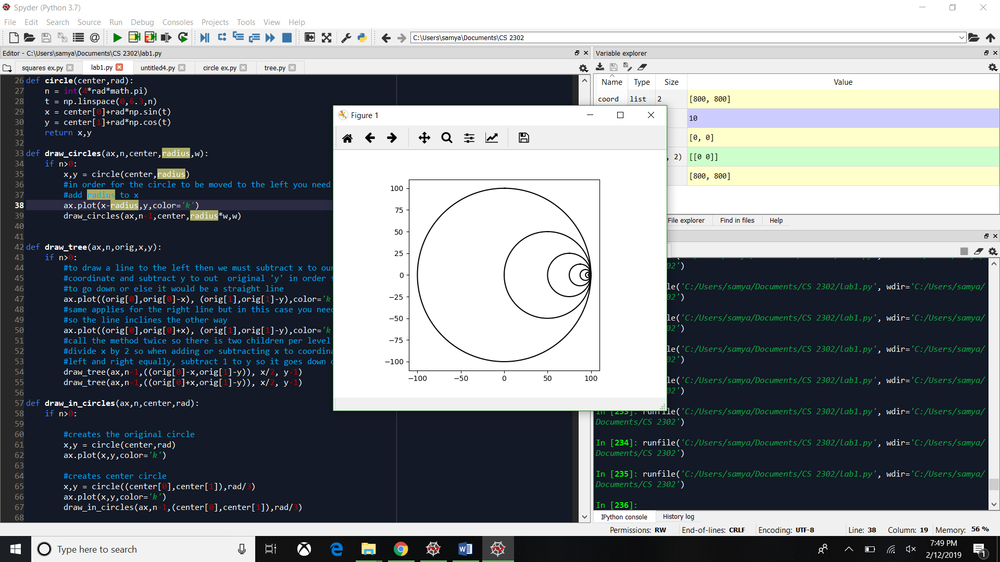 Spyder (Python 3.7)
File Edit Search Source Run Debug Consoles Projects Tools View Help
C:\Users\samya\Documents\CS 2302
Editor - C:\Users\samya\Documents\CS 2302\lab1.py
squares ex.py lab1.py untitled4.py circle ex.py tree.py
26 def circle(center,rad):
27 n = int(4*rad*math.pi)
28 t = np.linspace(0,6.3,n)
29 x = center[0]+rad*np.sin(t)
30 y = center[1]+rad*np.cos(t)
31 return x,y
32
33 def draw_circles(ax,n,center,radius,w):
34 if n>0:
35 x,y = circle(center,radius)
36 #in order for the circle to be moved to the left you need
37 #add radius to x
38 ax.plot(x-radius,y,color='k')
39 draw_circles(ax,n-1,center,radius*w,w)
40
41
42 def draw_tree(ax,n,orig,x,y):
43 if n>0:
44 #to draw a line to the left then we must subtract x to our
45 #coordinate and subtract y to out  original 'y' in order
46 #to go down or else it would be a straight line
47 ax.plot((orig[0],orig[0]-x), (orig[1],orig[1]-y),color='k
48 #same applies for the right line but in this case you need
49 #so the line inclines the other way
50 ax.plot((orig[0],orig[0]+x), (orig[1],orig[1]-y),color='k
51 #call the method twice so there is two children per level
52 #divide x by 2 so when adding or subtracting x to coordina
53 #left and right equally, subtract 1 to y so it goes down
54 draw_tree(ax,n-1,((orig[0]-x,orig[1]-y)), x/2, y-1)
55 draw_tree(ax,n-1,((orig[0]+x,orig[1]-y)), x/2, y-1)
56
57 def draw_in_circles(ax,n,center,rad):
58 if n>0:
59
60 #creates the original circle
61 x,y = circle(center,rad)
62 ax.plot(x,y,color='k')
63
64 #creates center circle
65 x,y = circle((center[0],center[1]),rad/3)
66 ax.plot(x,y,color='k')
67 draw_in_circles(ax,n-1,(center[0],center[1]),rad/3)
68
Figure 1
100
75
50
25
0
−25
−50
−75
−100
−100 −50 0 50 100
Variable explorer
Name Type Size Value
coord list 2 [800, 800]
10
[0, 0]
, 2) [[0 0]]
[800, 800]
File explorer Find in files Help
02')
le('C:/Users/samya/Documents/CS 2302/lab1.py', wdir='C:/Users/samya/
02')
le('C:/Users/samya/Documents/CS 2302/lab1.py', wdir='C:/Users/samya/
02')
le('C:/Users/samya/Documents/CS 2302/lab1.py', wdir='C:/Users/samya/
02')
le('C:/Users/samya/Documents/CS 2302/lab1.py', wdir='C:/Users/samya/
02')
In [233]: runfile('C:/Users/samya/Documents/CS 2302/lab1.py', wdir='C:/Users/samya/
Documents/CS 2302')
In [234]: runfile('C:/Users/samya/Documents/CS 2302/lab1.py', wdir='C:/Users/samya/
Documents/CS 2302')
In [235]: runfile('C:/Users/samya/Documents/CS 2302/lab1.py', wdir='C:/Users/samya/
Documents/CS 2302')
In [236]:
IPython console History log
Permissions: RW End-of-lines: CRLF Encoding: UTF-8 Line: 38 Column: 19 Memory: 56 %
Type here to search
7:49 PM
2/12/2019
1